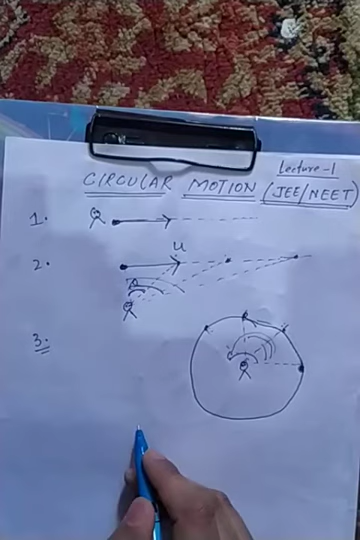 Lecture-1
CIRCULAR MOTION (JEE/NEET)
1.
2.
u
3.